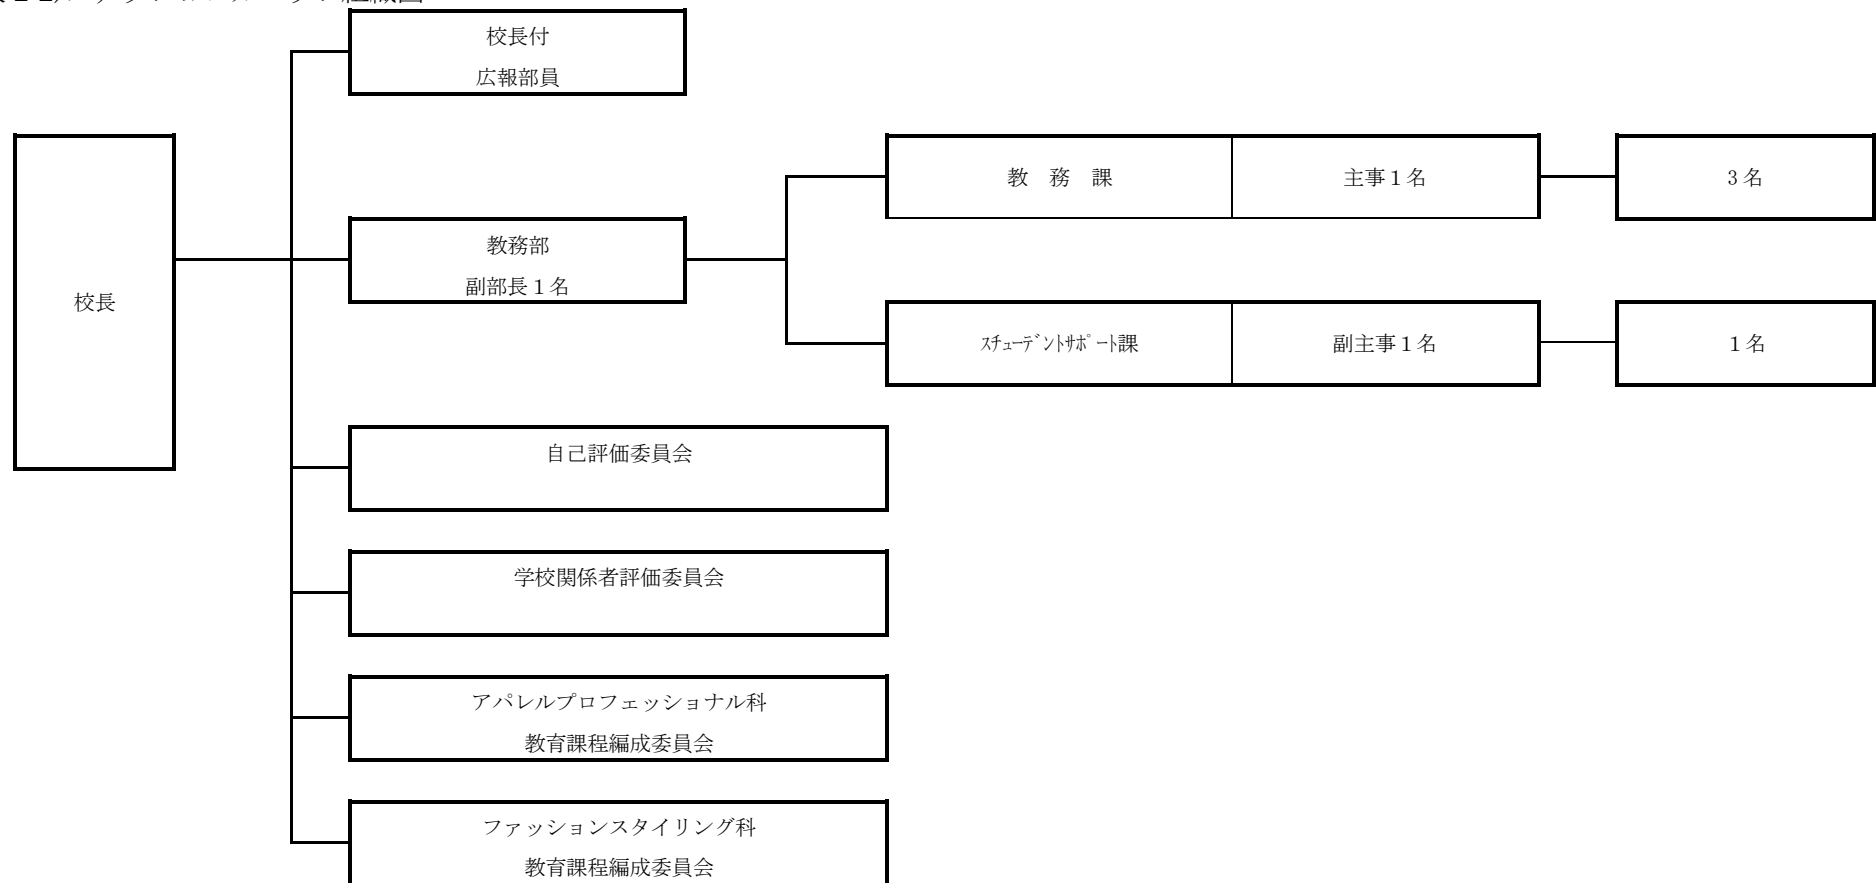 校長付
広報部員
教　務　課
主事１名
3 名
教務部
副部長１名
校長
ｽﾁｭｰﾃﾞﾝﾄｻﾎﾟｰﾄ課
副主事１名
1 名
自己評価委員会
学校関係者評価委員会
アパレルプロフェッショナル科
教育課程編成委員会
ファッションスタイリング科
教育課程編成委員会